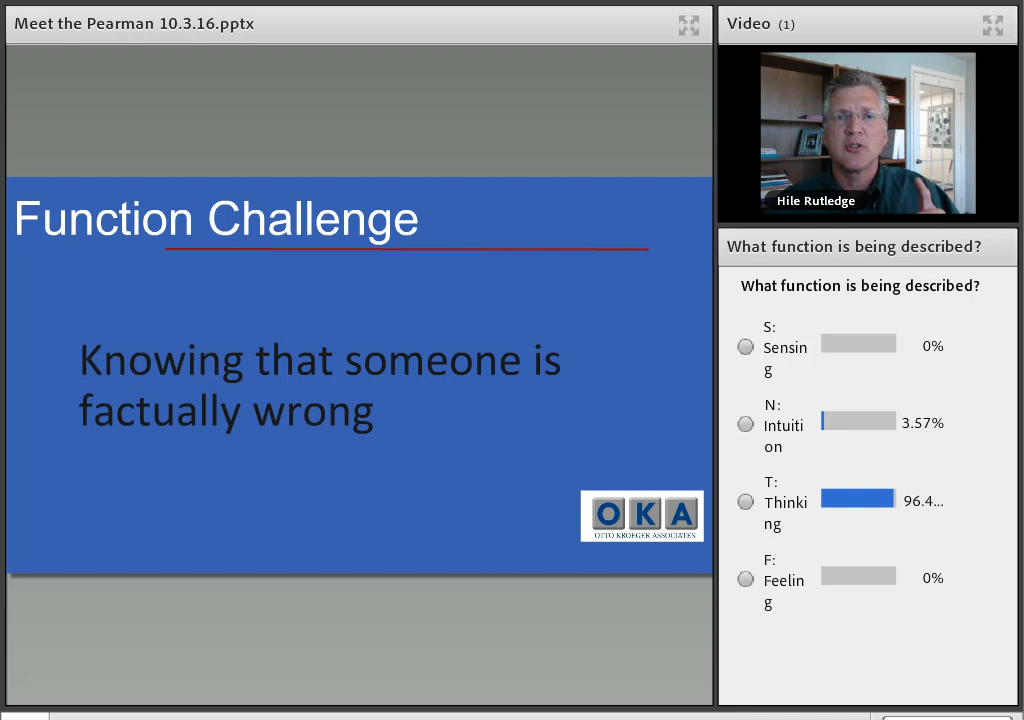 Meet the Pearman 10.3.16.pptx
Function Challenge
Knowing that someone is
factually wrong
O K A
OTTO KROEGER ASSOCIATES
Video (1)
Hile Rutledge
What function is being described?
What function is being described?
S:
Sensin
g
0%
N:
Intuiti
on
3.57%
T:
Thinki
ng
96.4...
F:
Feelin
g
0%